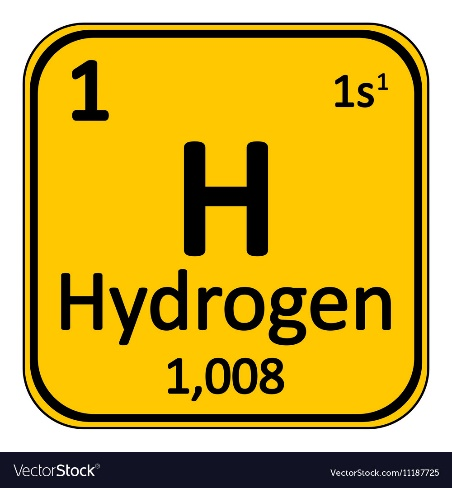 1 1s¹
H
Hydrogen
1,008
VectorStock® VectorStock.com/11187725